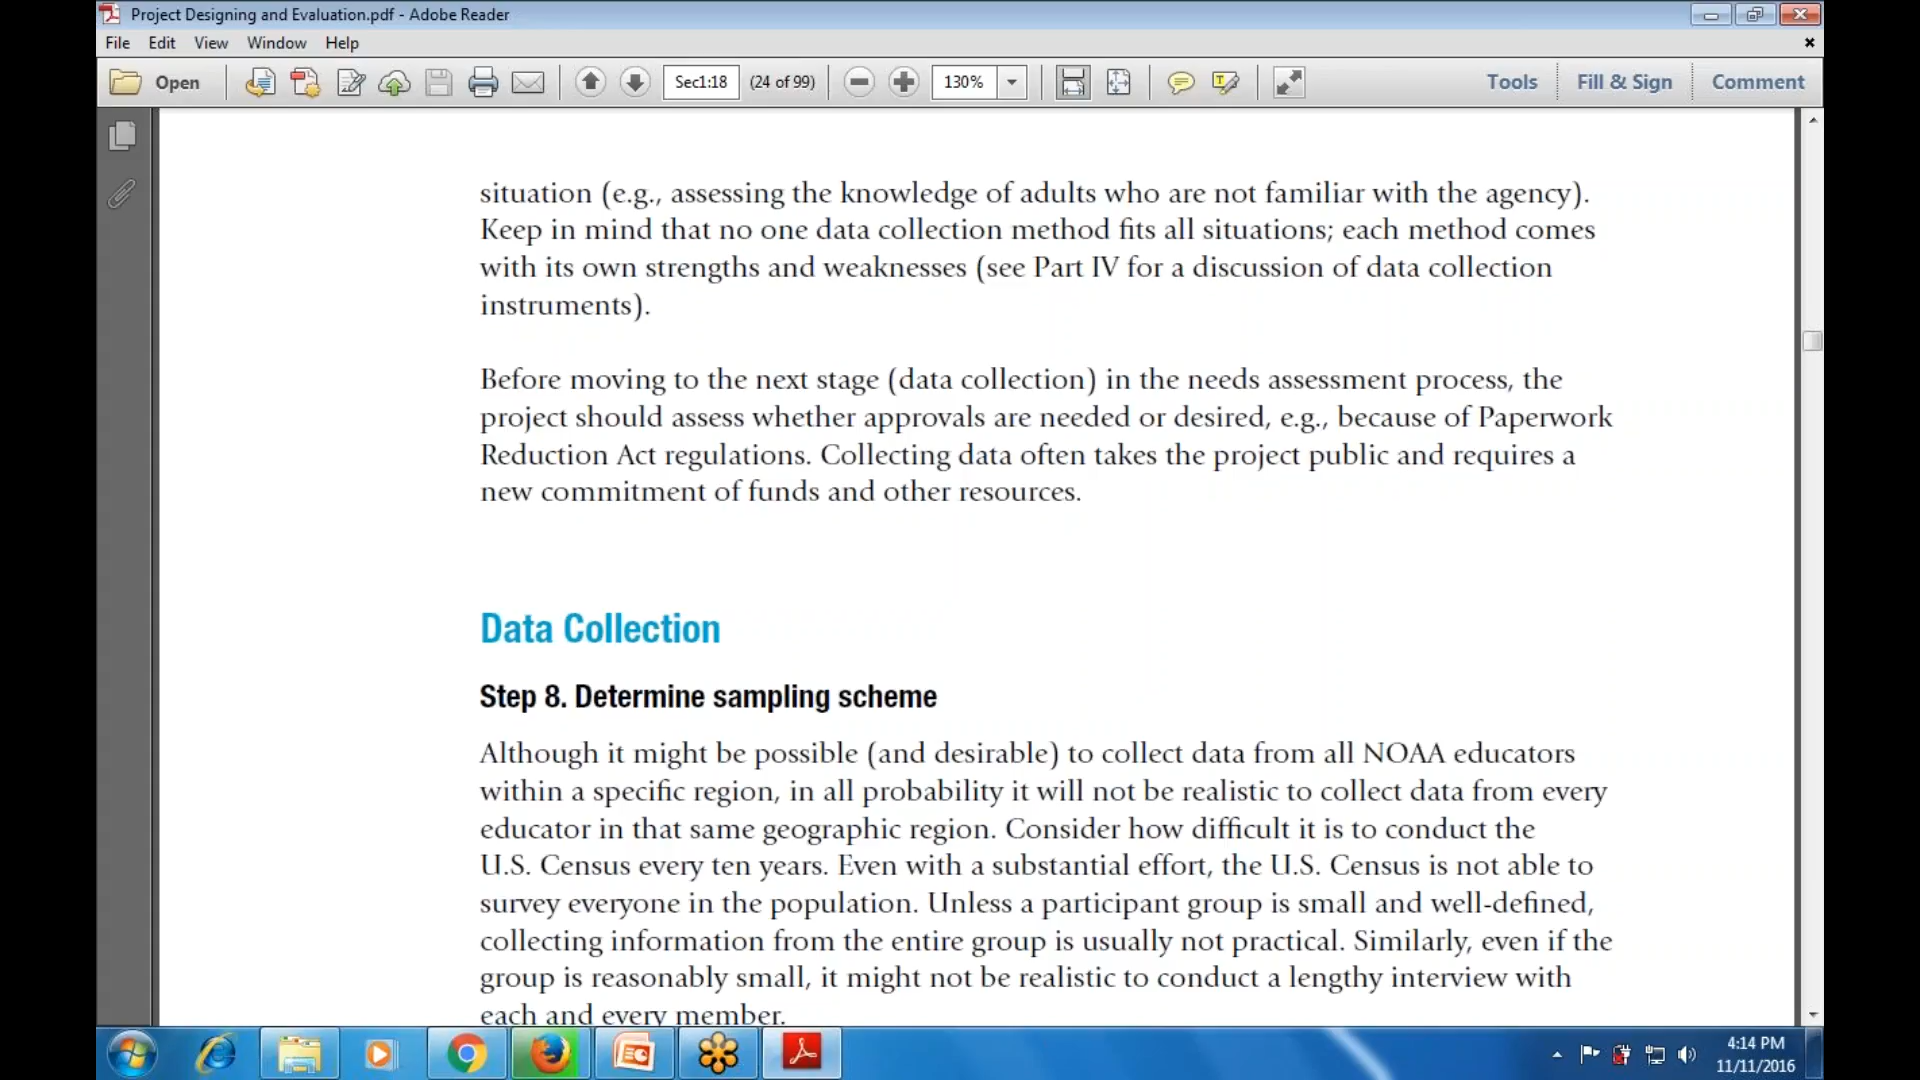 Project Designing and Evaluation.pdf - Adobe Reader
File Edit View Window Help
Open Sec1:18 (24 of 99) 130% Tools Fill & Sign Comment
situation (e.g., assessing the knowledge of adults who are not familiar with the agency).
Keep in mind that no one data collection method fits all situations; each method comes
with its own strengths and weaknesses (see Part IV for a discussion of data collection
instruments).
Before moving to the next stage (data collection) in the needs assessment process, the
project should assess whether approvals are needed or desired, e.g., because of Paperwork
Reduction Act regulations. Collecting data often takes the project public and requires a
new commitment of funds and other resources.
Data Collection
Step 8. Determine sampling scheme
Although it might be possible (and desirable) to collect data from all NOAA educators
within a specific region, in all probability it will not be realistic to collect data from every
educator in that same geographic region. Consider how difficult it is to conduct the
U.S. Census every ten years. Even with a substantial effort, the U.S. Census is not able to
survey everyone in the population. Unless a participant group is small and well-defined,
collecting information from the entire group is usually not practical. Similarly, even if the
group is reasonably small, it might not be realistic to conduct a lengthy interview with
each and every member.
4:14 PM
11/11/2016